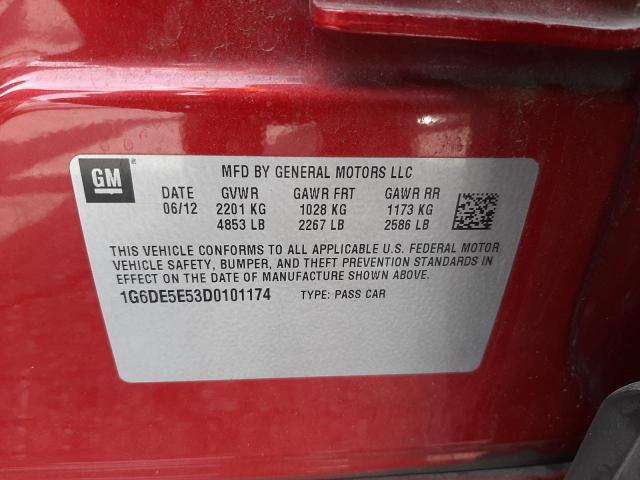 GM
MFD BY GENERAL MOTORS LLC
DATE GVWR GAWR FRT GAWR RR
06/12 2201 KG 1028 KG 1173 KG
4853 LB 2267 LB 2586 LB
THIS VEHICLE CONFORMS TO ALL APPLICABLE U.S. FEDERAL MOTOR
VEHICLE SAFETY, BUMPER, AND THEFT PREVENTION STANDARDS IN
EFFECT ON THE DATE OF MANUFACTURE SHOWN ABOVE.
1G6DE5E53D0101174 TYPE: PASS CAR